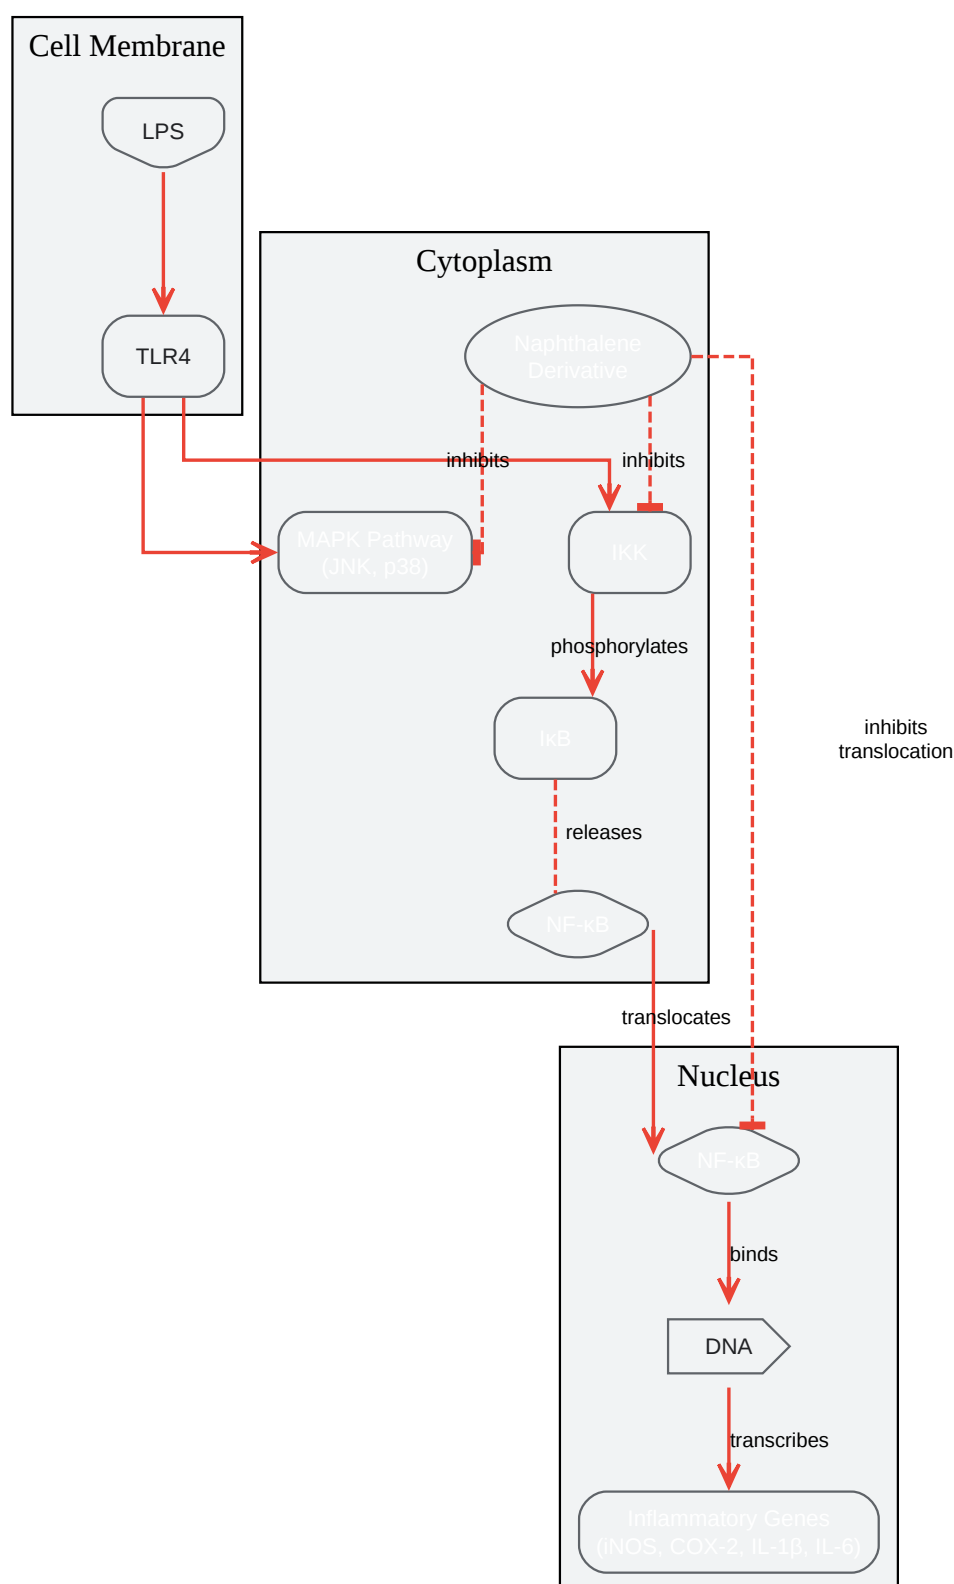 Cell Membrane
LPS
TLR4
Cytoplasm
Naphthalene
Derivative
inhibits
inhibits
MAPK Pathway
(JNK, p38)
IKK
phosphorylates
IκB
releases
NF-κB
inhibits
translocation
translocates
Nucleus
NF-κB
binds
DNA
transcribes
Inflammatory Genes
(iNOS, COX-2, IL-1β, IL-6)